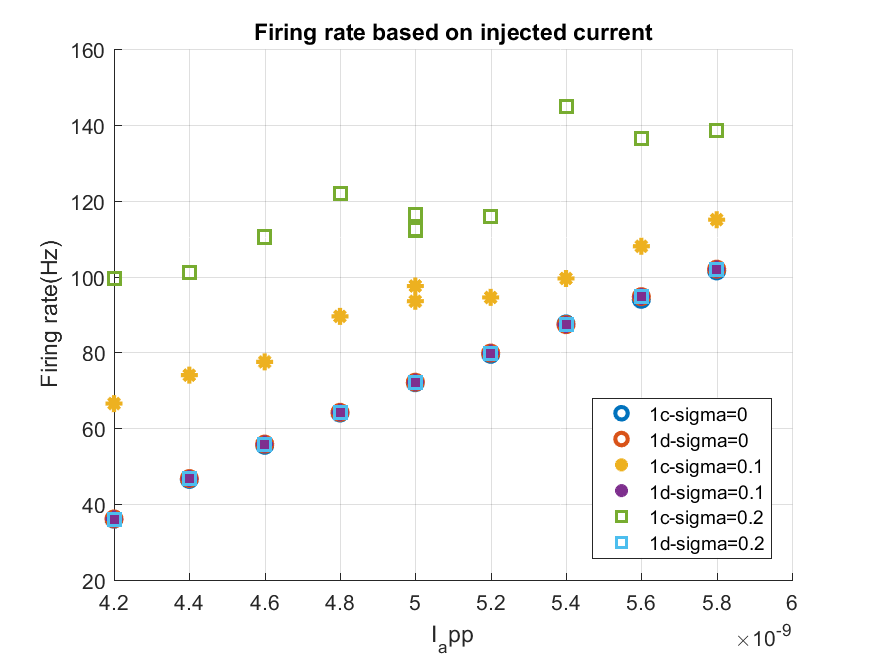 Firing rate based on injected current
160
140
120
100
80
60
40
20
Firing rate(Hz)
1c-sigma=0
1d-sigma=0
1c-sigma=0.1
1d-sigma=0.1
1c-sigma=0.2
1d-sigma=0.2
4.2 4.4 4.6 4.8 5 5.2 5.4 5.6 5.8 6
I_app
×10^-9